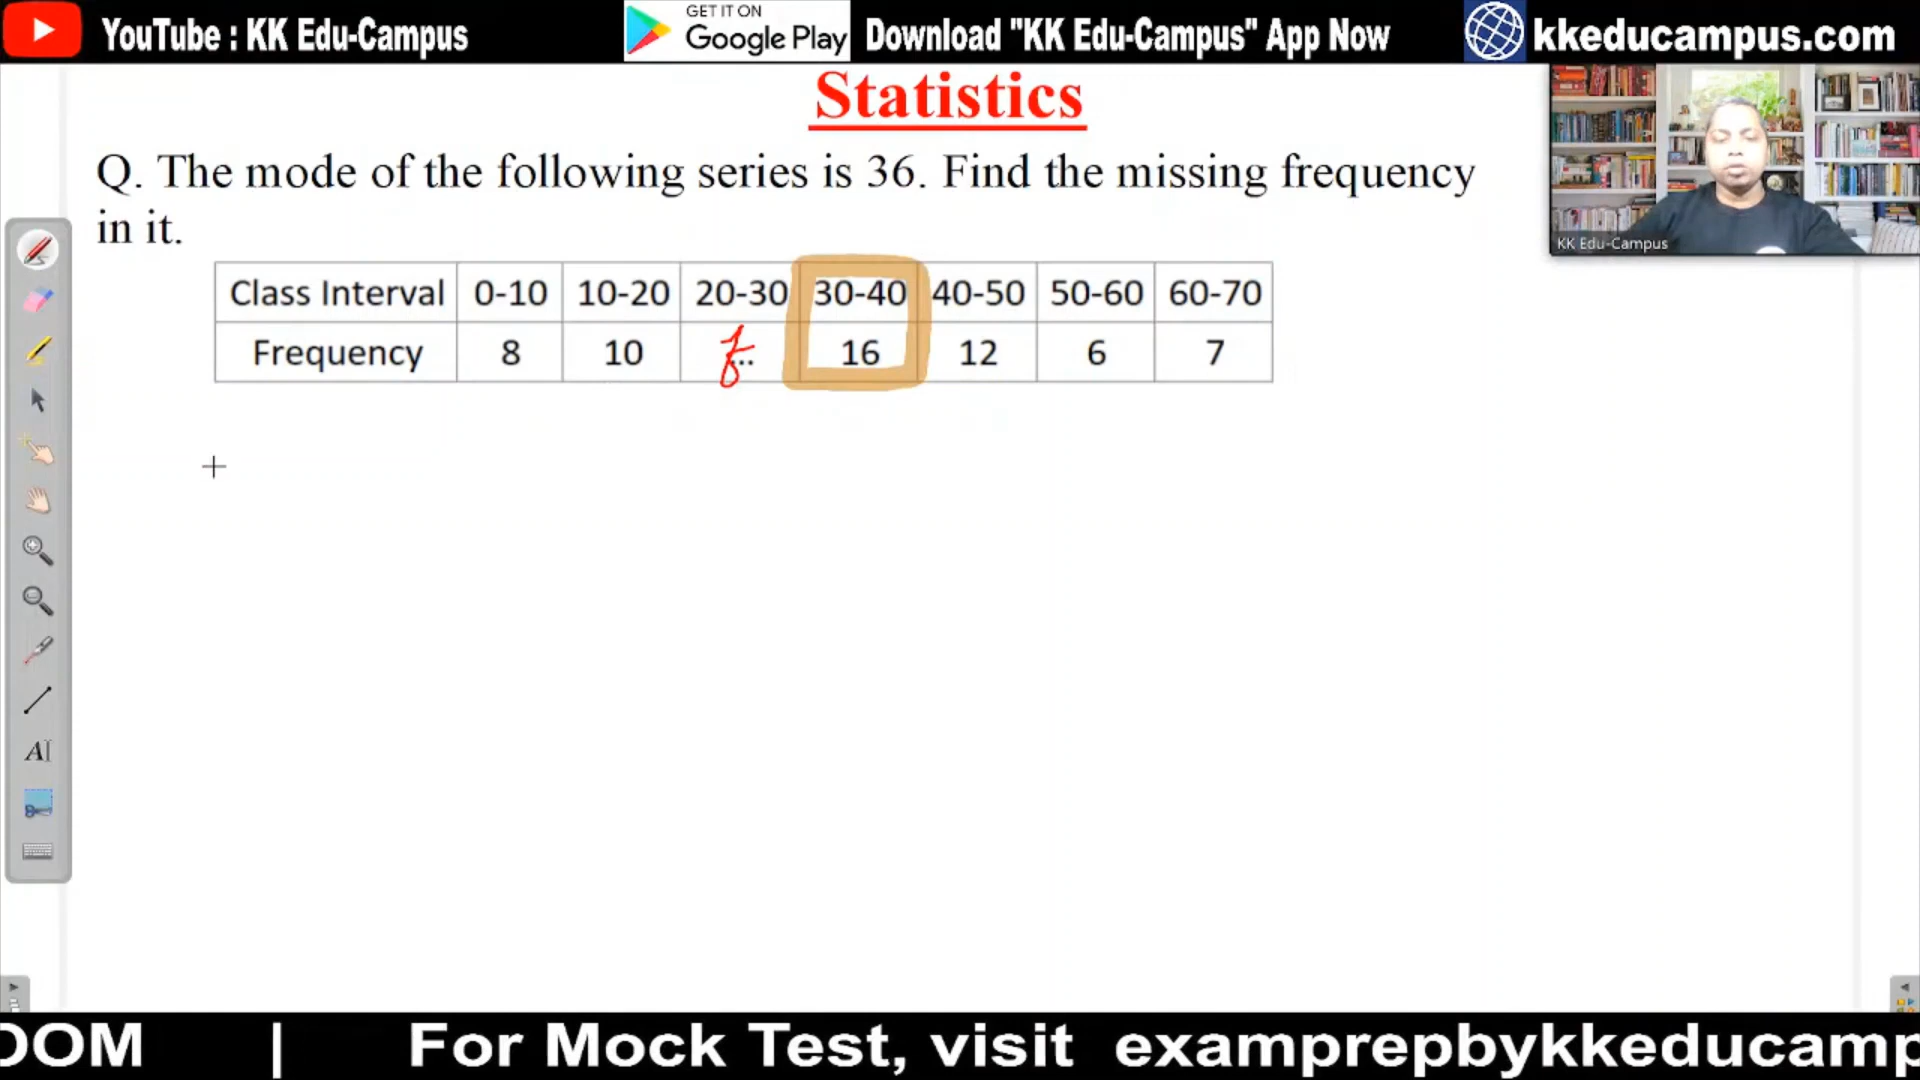 YouTube : KK Edu-Campus
GET IT ON
Google Play
Download "KK Edu-Campus" App Now
kkeducampus.com
Statistics
Q. The mode of the following series is 36. Find the missing frequency
in it.
KK Edu-Campus
Class Interval 0-10 10-20 20-30 30-40 40-50 50-60 60-70
Frequency 8 10 f... 16 12 6 7
AI
OOM | For Mock Test, visit examprepbykkeducamp